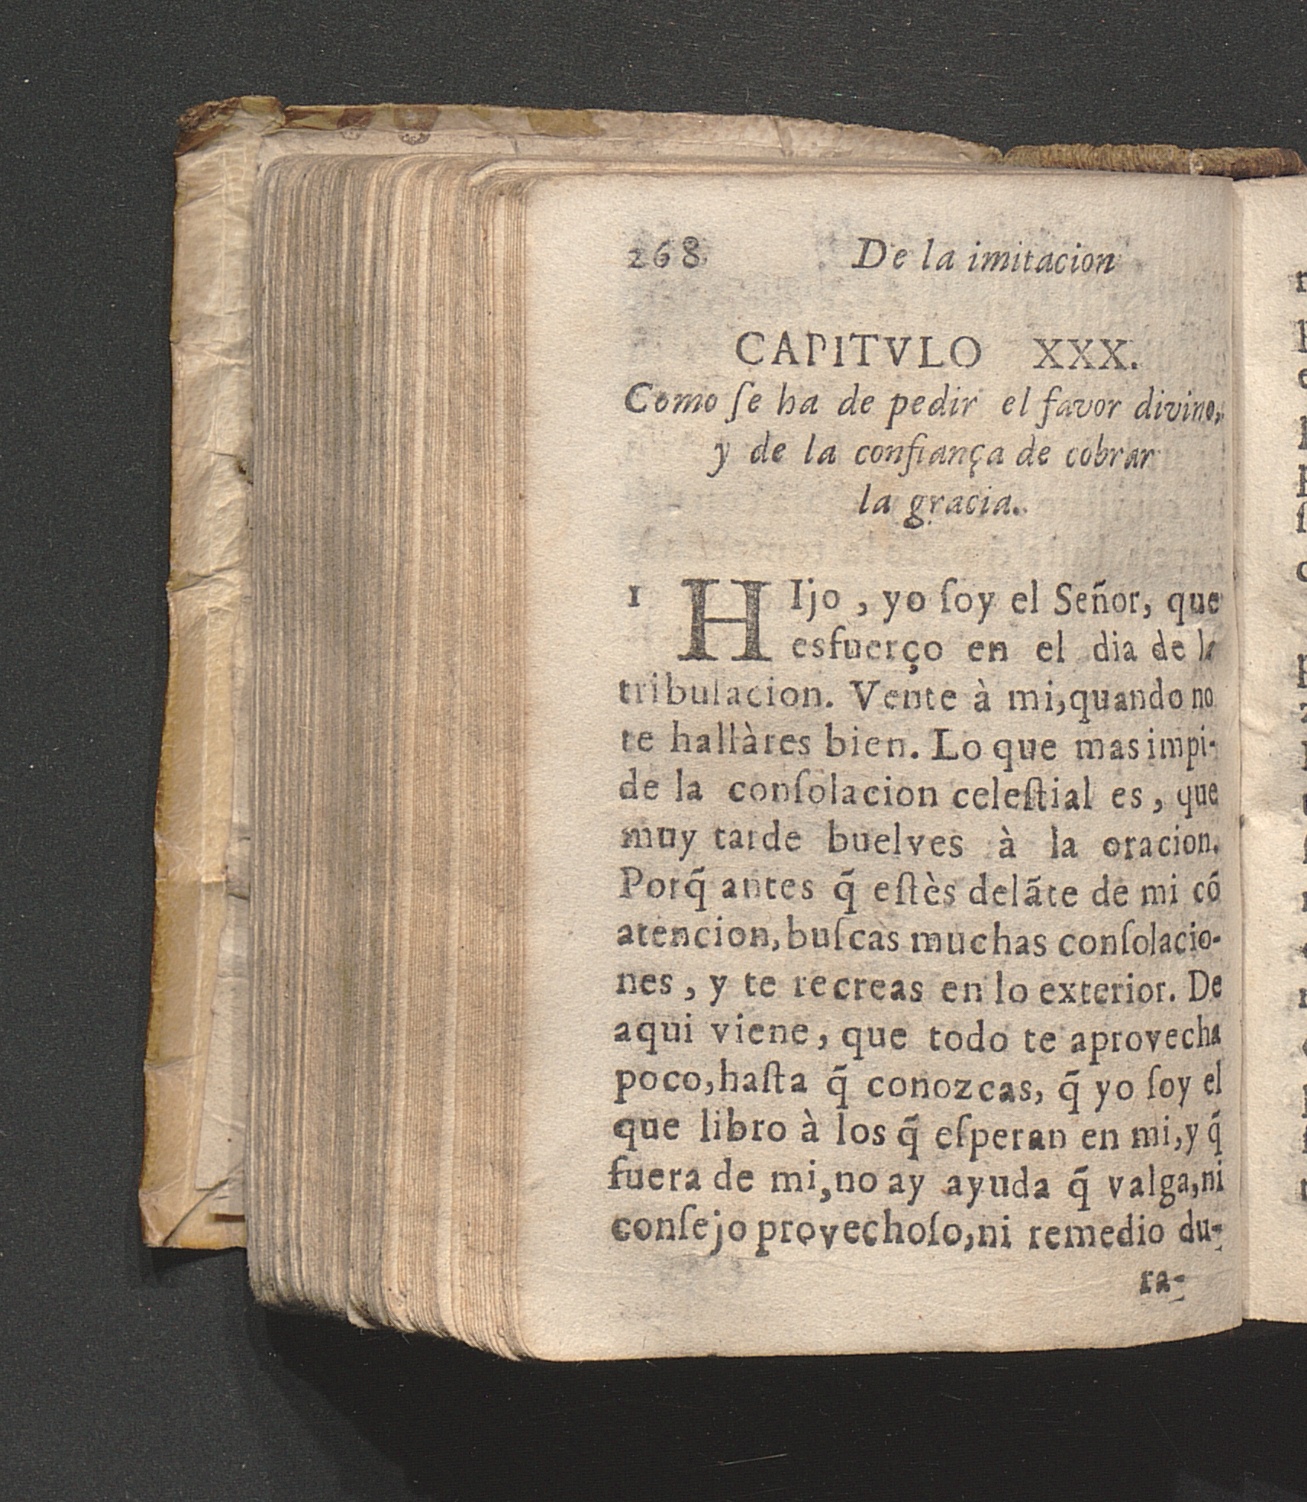 268 De la imitacion
CAPITVLO XXX.
Como ſe ha de pedir el favor divino,
y de la confiança de cobrar
la gracia.
1 HIjo, yo ſoy el Señor, que
esfuerço en el dia de la
tribulacion. Vente à mi, quando no
te hallàres bien. Lo que mas impi-
de la conſolacion celeſtial es, que
muy tarde buelves à la oracion.
Porq̃ antes q̃ eſtès delãte de mi cõ
atencion, buſcas muchas conſolacio-
nes, y te recreas en lo exterior. De
aqui viene, que todo te aprovecha
poco, haſta q̃ conozcas, q̃ yo ſoy el
que libro à los q̃ eſperan en mi, y q̃
fuera de mi, no ay ayuda q̃ valga, ni
conſejo provechoſo, ni remedio du-
ra-